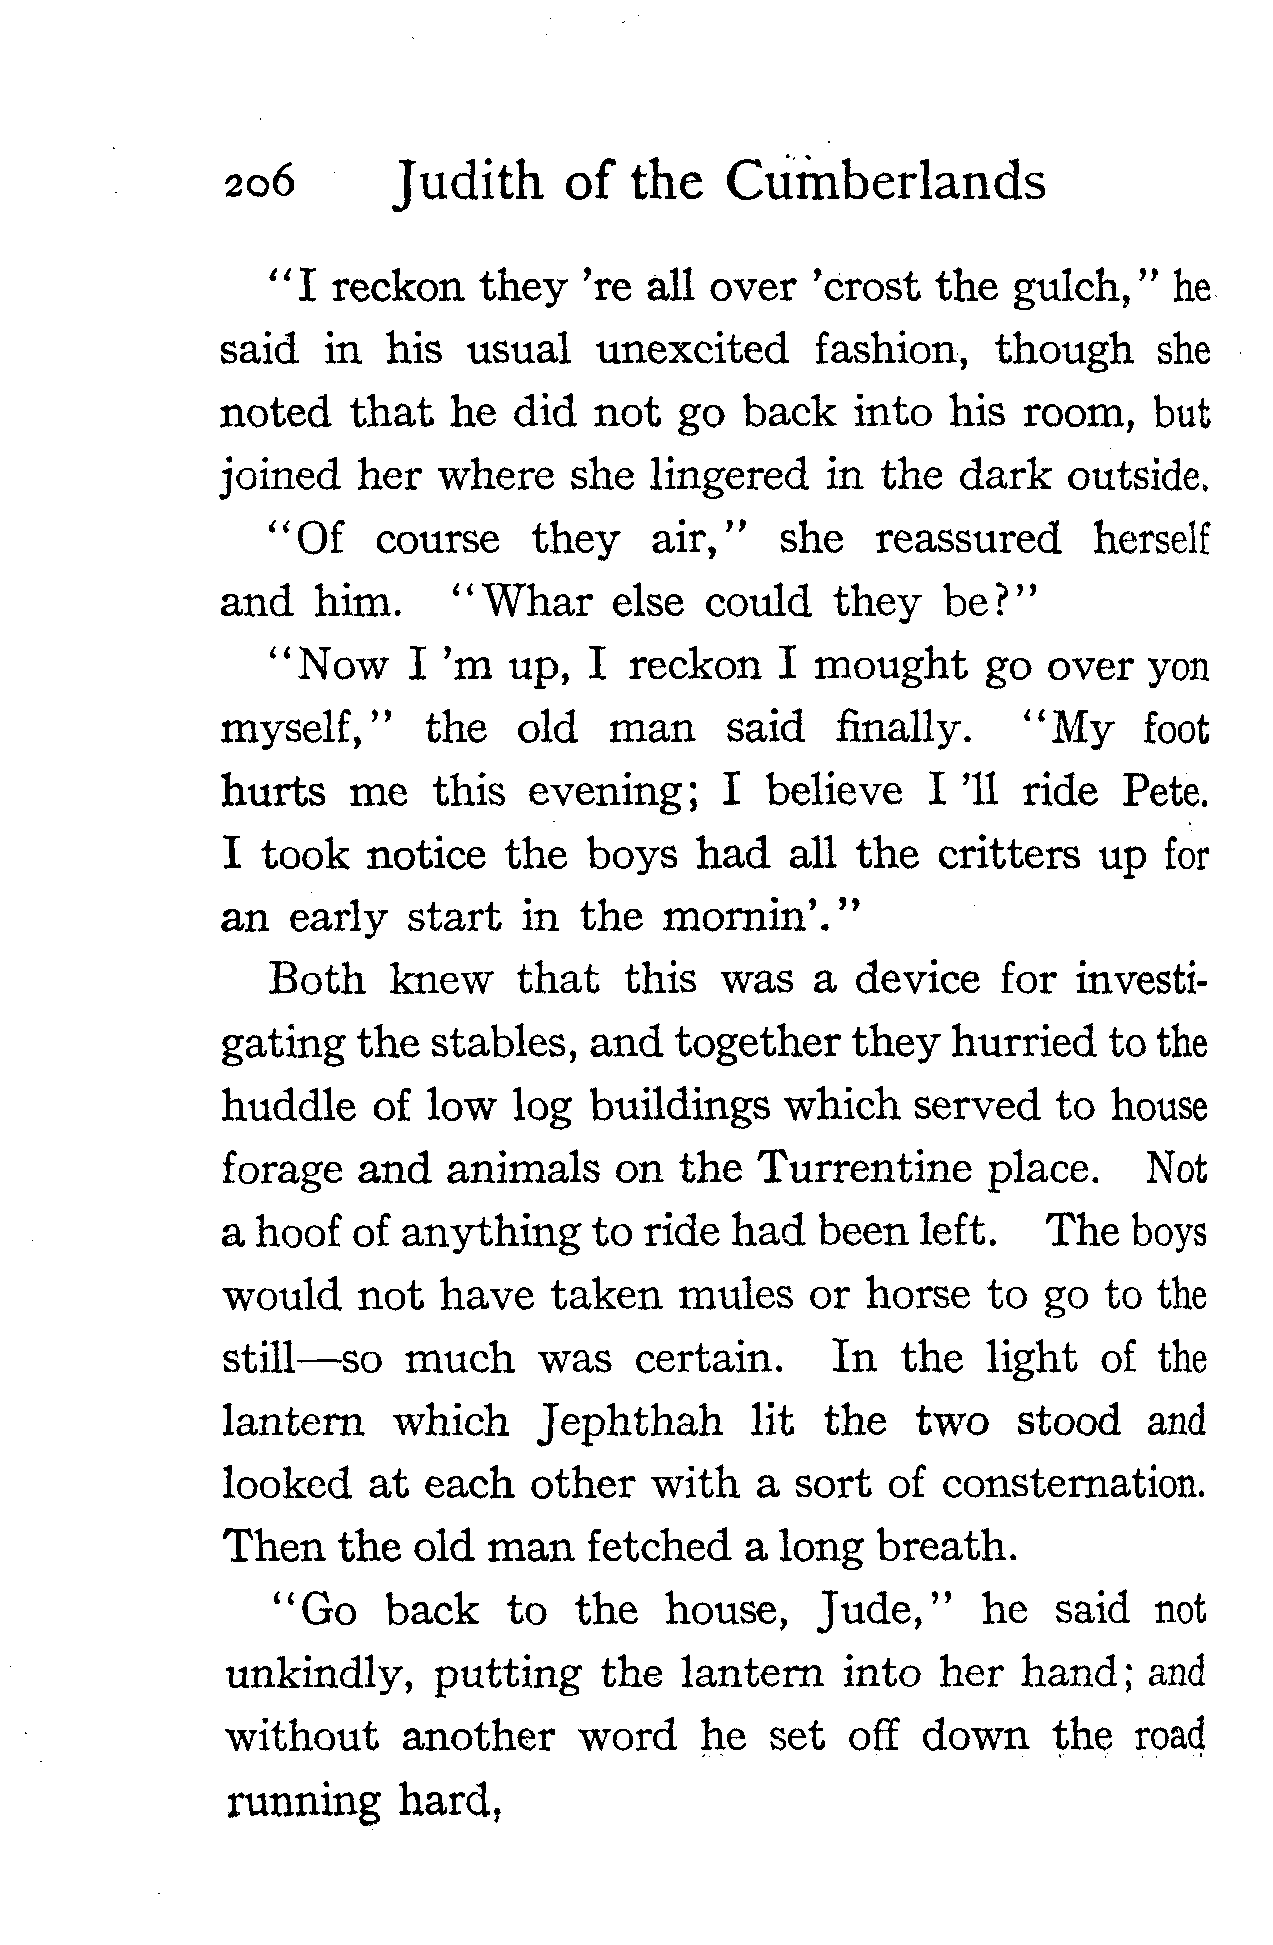 206 Judith of the Cumberlands
"I reckon they 're all over 'crost the gulch," he
said in his usual unexcited fashion, though she
noted that he did not go back into his room, but
joined her where she lingered in the dark outside.
"Of course they air," she reassured herself
and him. "Whar else could they be?"
"Now I 'm up, I reckon I mought go over yon
myself," the old man said finally. "My foot
hurts me this evening; I believe I 'll ride Pete.
I took notice the boys had all the critters up for
an early start in the mornin'."
Both knew that this was a device for investi-
gating the stables, and together they hurried to the
huddle of low log buildings which served to house
forage and animals on the Turrentine place. Not
a hoof of anything to ride had been left. The boys
would not have taken mules or horse to go to the
still—so much was certain. In the light of the
lantern which Jephthah lit the two stood and
looked at each other with a sort of consternation.
Then the old man fetched a long breath.
"Go back to the house, Jude," he said not
unkindly, putting the lantern into her hand; and
without another word he set off down the road
running hard,